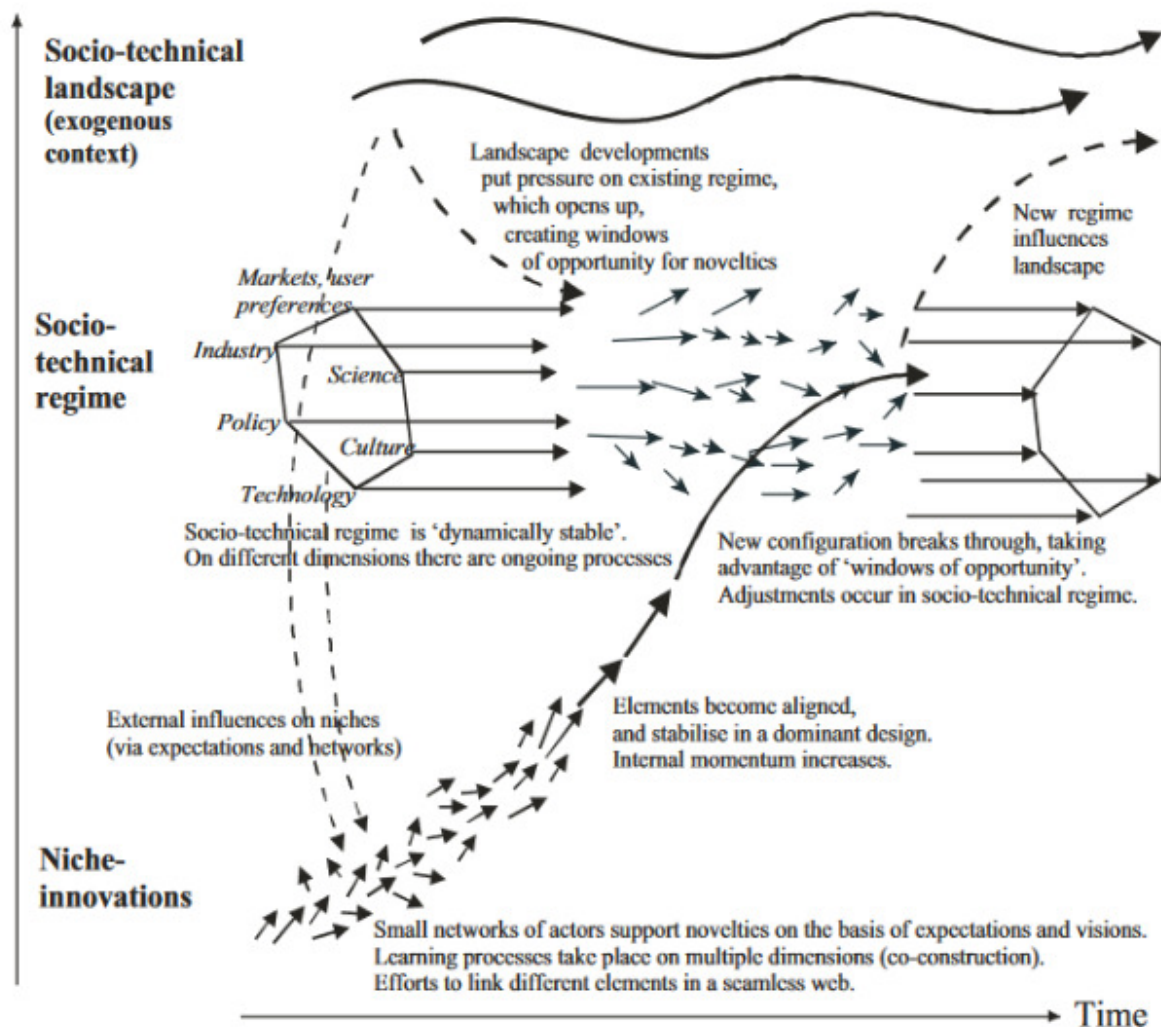 Socio-technical
landscape
(exogenous
context)
Landscape developments
put pressure on existing regime,
which opens up,
creating windows
of opportunity for novelties
New regime
influences
landscape
Socio-
technical
regime
Markets, user
preferences
Industry
Science
Policy
Culture
Technology
Socio-technical regime is ‘dynamically stable’.
On different dimensions there are ongoing processes
New configuration breaks through, taking
advantage of ‘windows of opportunity’.
Adjustments occur in socio-technical regime.
External influences on niches
(via expectations and networks)
Elements become aligned,
and stabilise in a dominant design.
Internal momentum increases.
Niche-
innovations
Small networks of actors support novelties on the basis of expectations and visions.
Learning processes take place on multiple dimensions (co-construction).
Efforts to link different elements in a seamless web.
Time